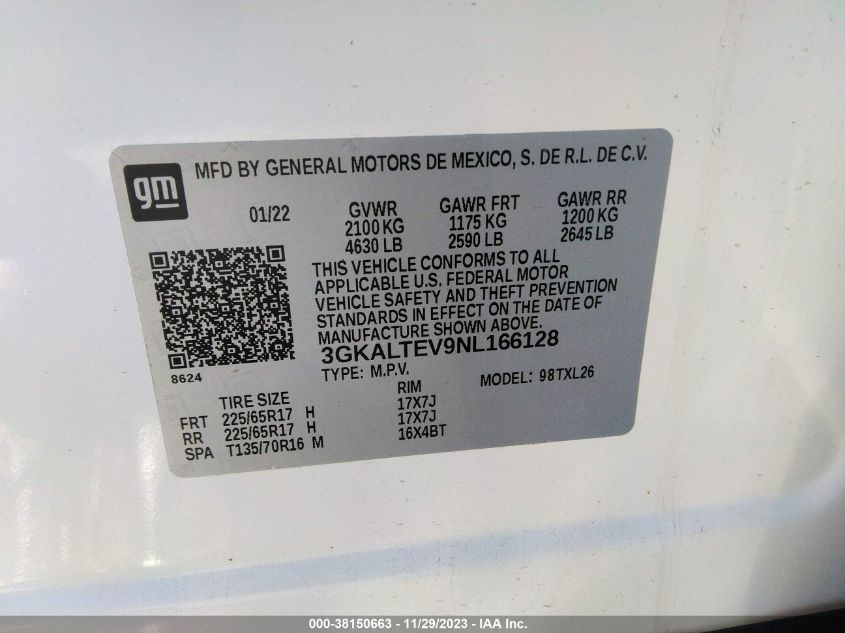 gm
MFD BY GENERAL MOTORS DE MEXICO, S. DE R.L. DE C.V.
01/22 GVWR GAWR FRT GAWR RR
2100 KG 1175 KG 1200 KG
4630 LB 2590 LB 2645 LB
THIS VEHICLE CONFORMS TO ALL
APPLICABLE U.S. FEDERAL MOTOR
VEHICLE SAFETY AND THEFT PREVENTION
STANDARDS IN EFFECT ON THE DATE OF
MANUFACTURE SHOWN ABOVE.
3GKALTEV9NL166128
8624
TYPE: M.P.V. MODEL: 98TXL26
TIRE SIZE RIM
FRT 225/65R17 H 17X7J
RR 225/65R17 H 17X7J
SPA T135/70R16 M 16X4BT
000-38150663 - 11/29/2023 - IAA Inc.